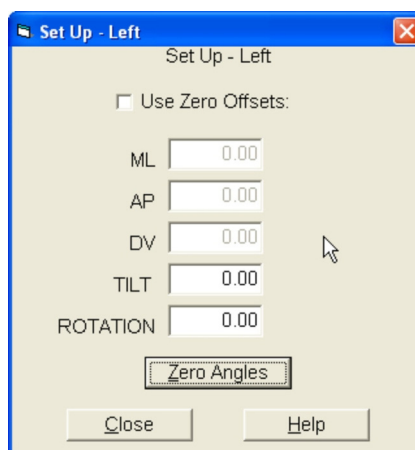 Set Up - Left
Set Up - Left
Use Zero Offsets:
ML 0.00
AP 0.00
DV 0.00
TILT 0.00
ROTATION 0.00
Zero Angles
Close Help